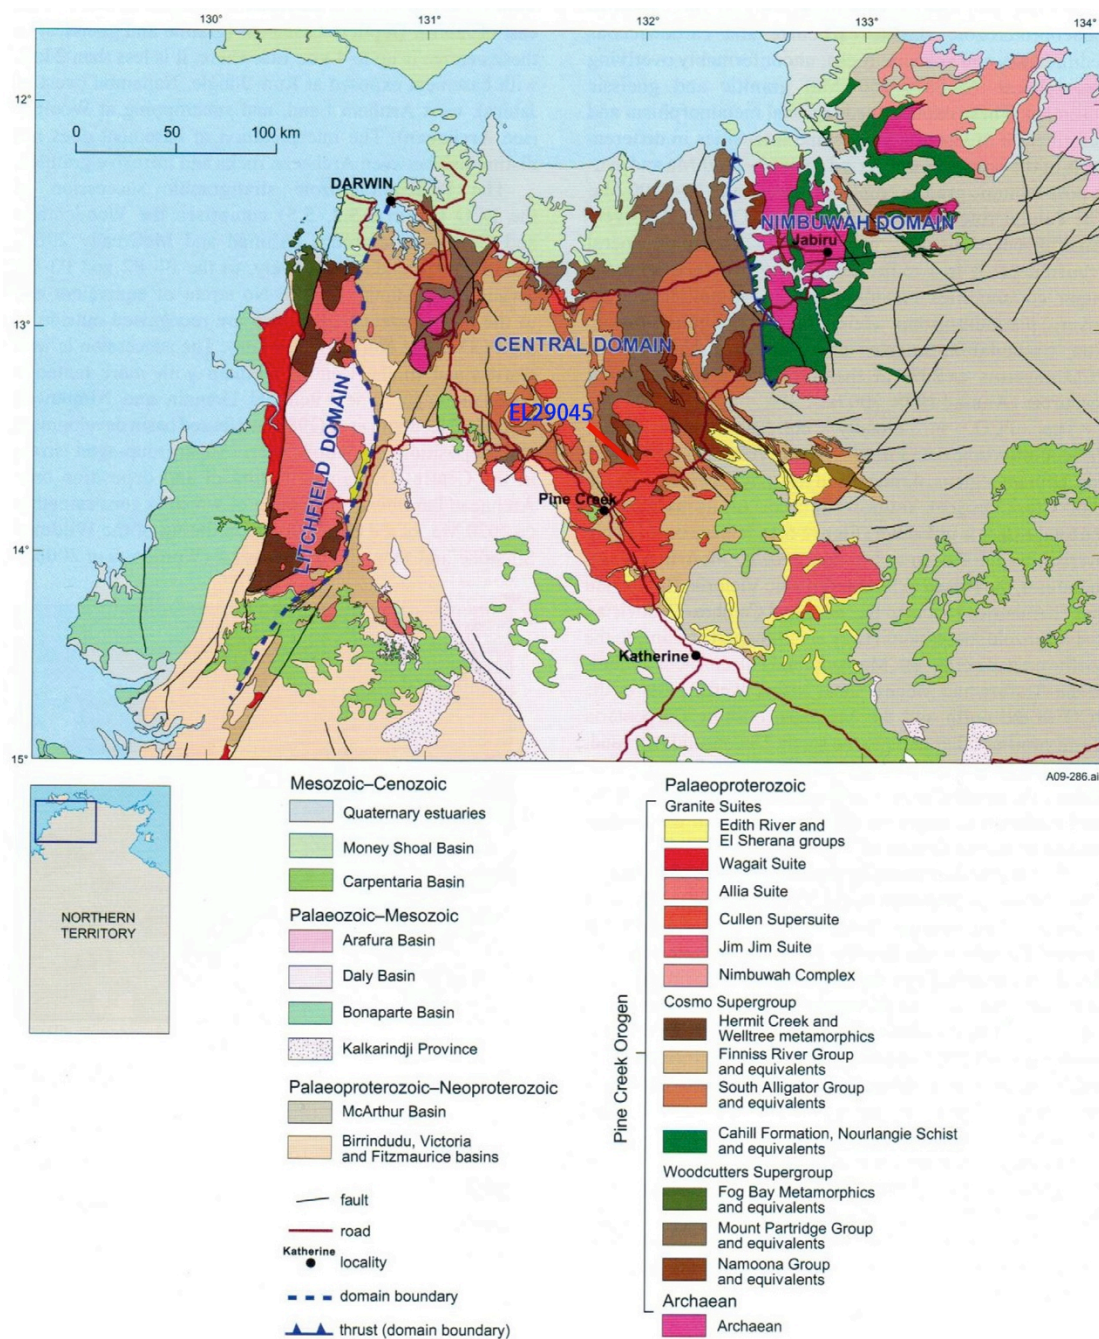 130°
131°
132°
133°
134°
12°
0
50
100 km
DARWIN
NIMBUWAH DOMAIN
Jabiru
13°
CENTRAL DOMAIN
EL29045
LITCHFIELD DOMAIN
Pine Creek
14°
Katherine
15°
A09-286.ai
NORTHERN
TERRITORY
Mesozoic–Cenozoic
Quaternary estuaries
Money Shoal Basin
Carpentaria Basin
Palaeozoic–Mesozoic
Arafura Basin
Daly Basin
Bonaparte Basin
Kalkarindji Province
Palaeoproterozoic–Neoproterozoic
McArthur Basin
Birrindudu, Victoria
and Fitzmaurice basins
fault
road
Katherine
locality
domain boundary
thrust (domain boundary)
Pine Creek Orogen
Palaeoproterozoic
Granite Suites
Edith River and
El Sherana groups
Wagait Suite
Allia Suite
Cullen Supersuite
Jim Jim Suite
Nimbuwah Complex
Cosmo Supergroup
Hermit Creek and
Welltree metamorphics
Finniss River Group
and equivalents
South Alligator Group
and equivalents
Cahill Formation, Nourlangie Schist
and equivalents
Woodcutters Supergroup
Fog Bay Metamorphics
and equivalents
Mount Partridge Group
and equivalents
Namoona Group
and equivalents
Archaean
Archaean